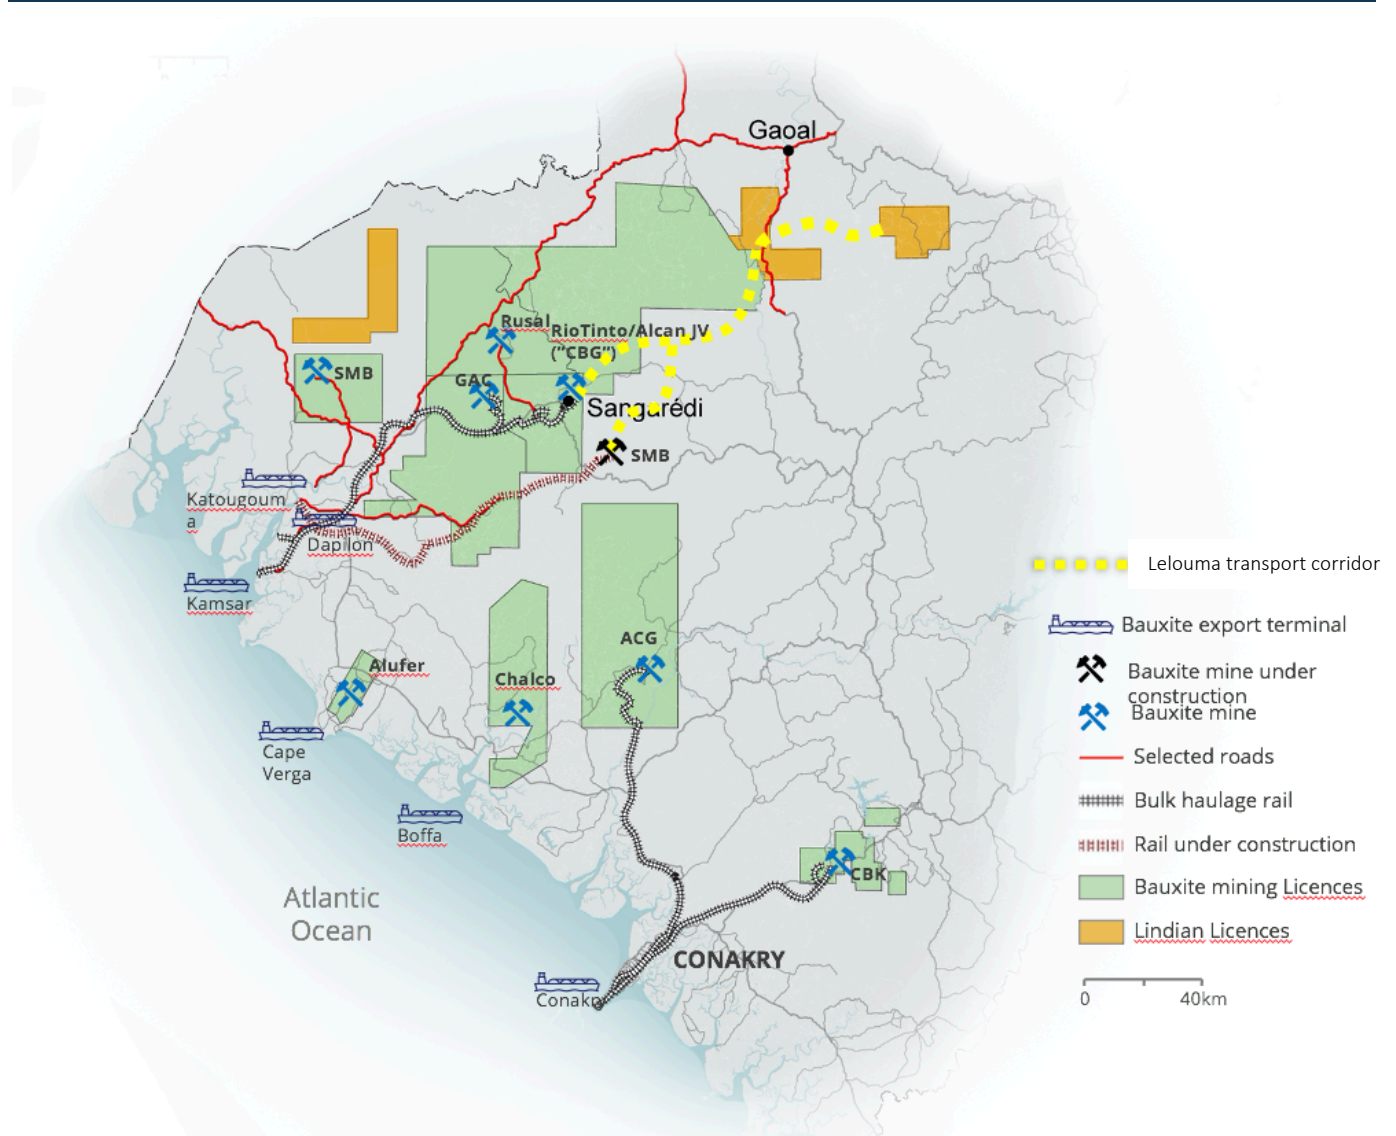 Gaoal
Rusal
RioTinto/Alcan JV
("CBG")
SMB
GAC
Sangarédi
SMB
Katougoum
a
Dapilon
Kamsar
Lelouma transport corridor
Bauxite export terminal
Bauxite mine under
construction
Bauxite mine
Selected roads
Bulk haulage rail
Rail under construction
Bauxite mining Licences
Lindian Licences
0 40km
ACG
Alufer
Chalco
Cape
Verga
Boffa
CBK
Atlantic
Ocean
CONAKRY
Conakry